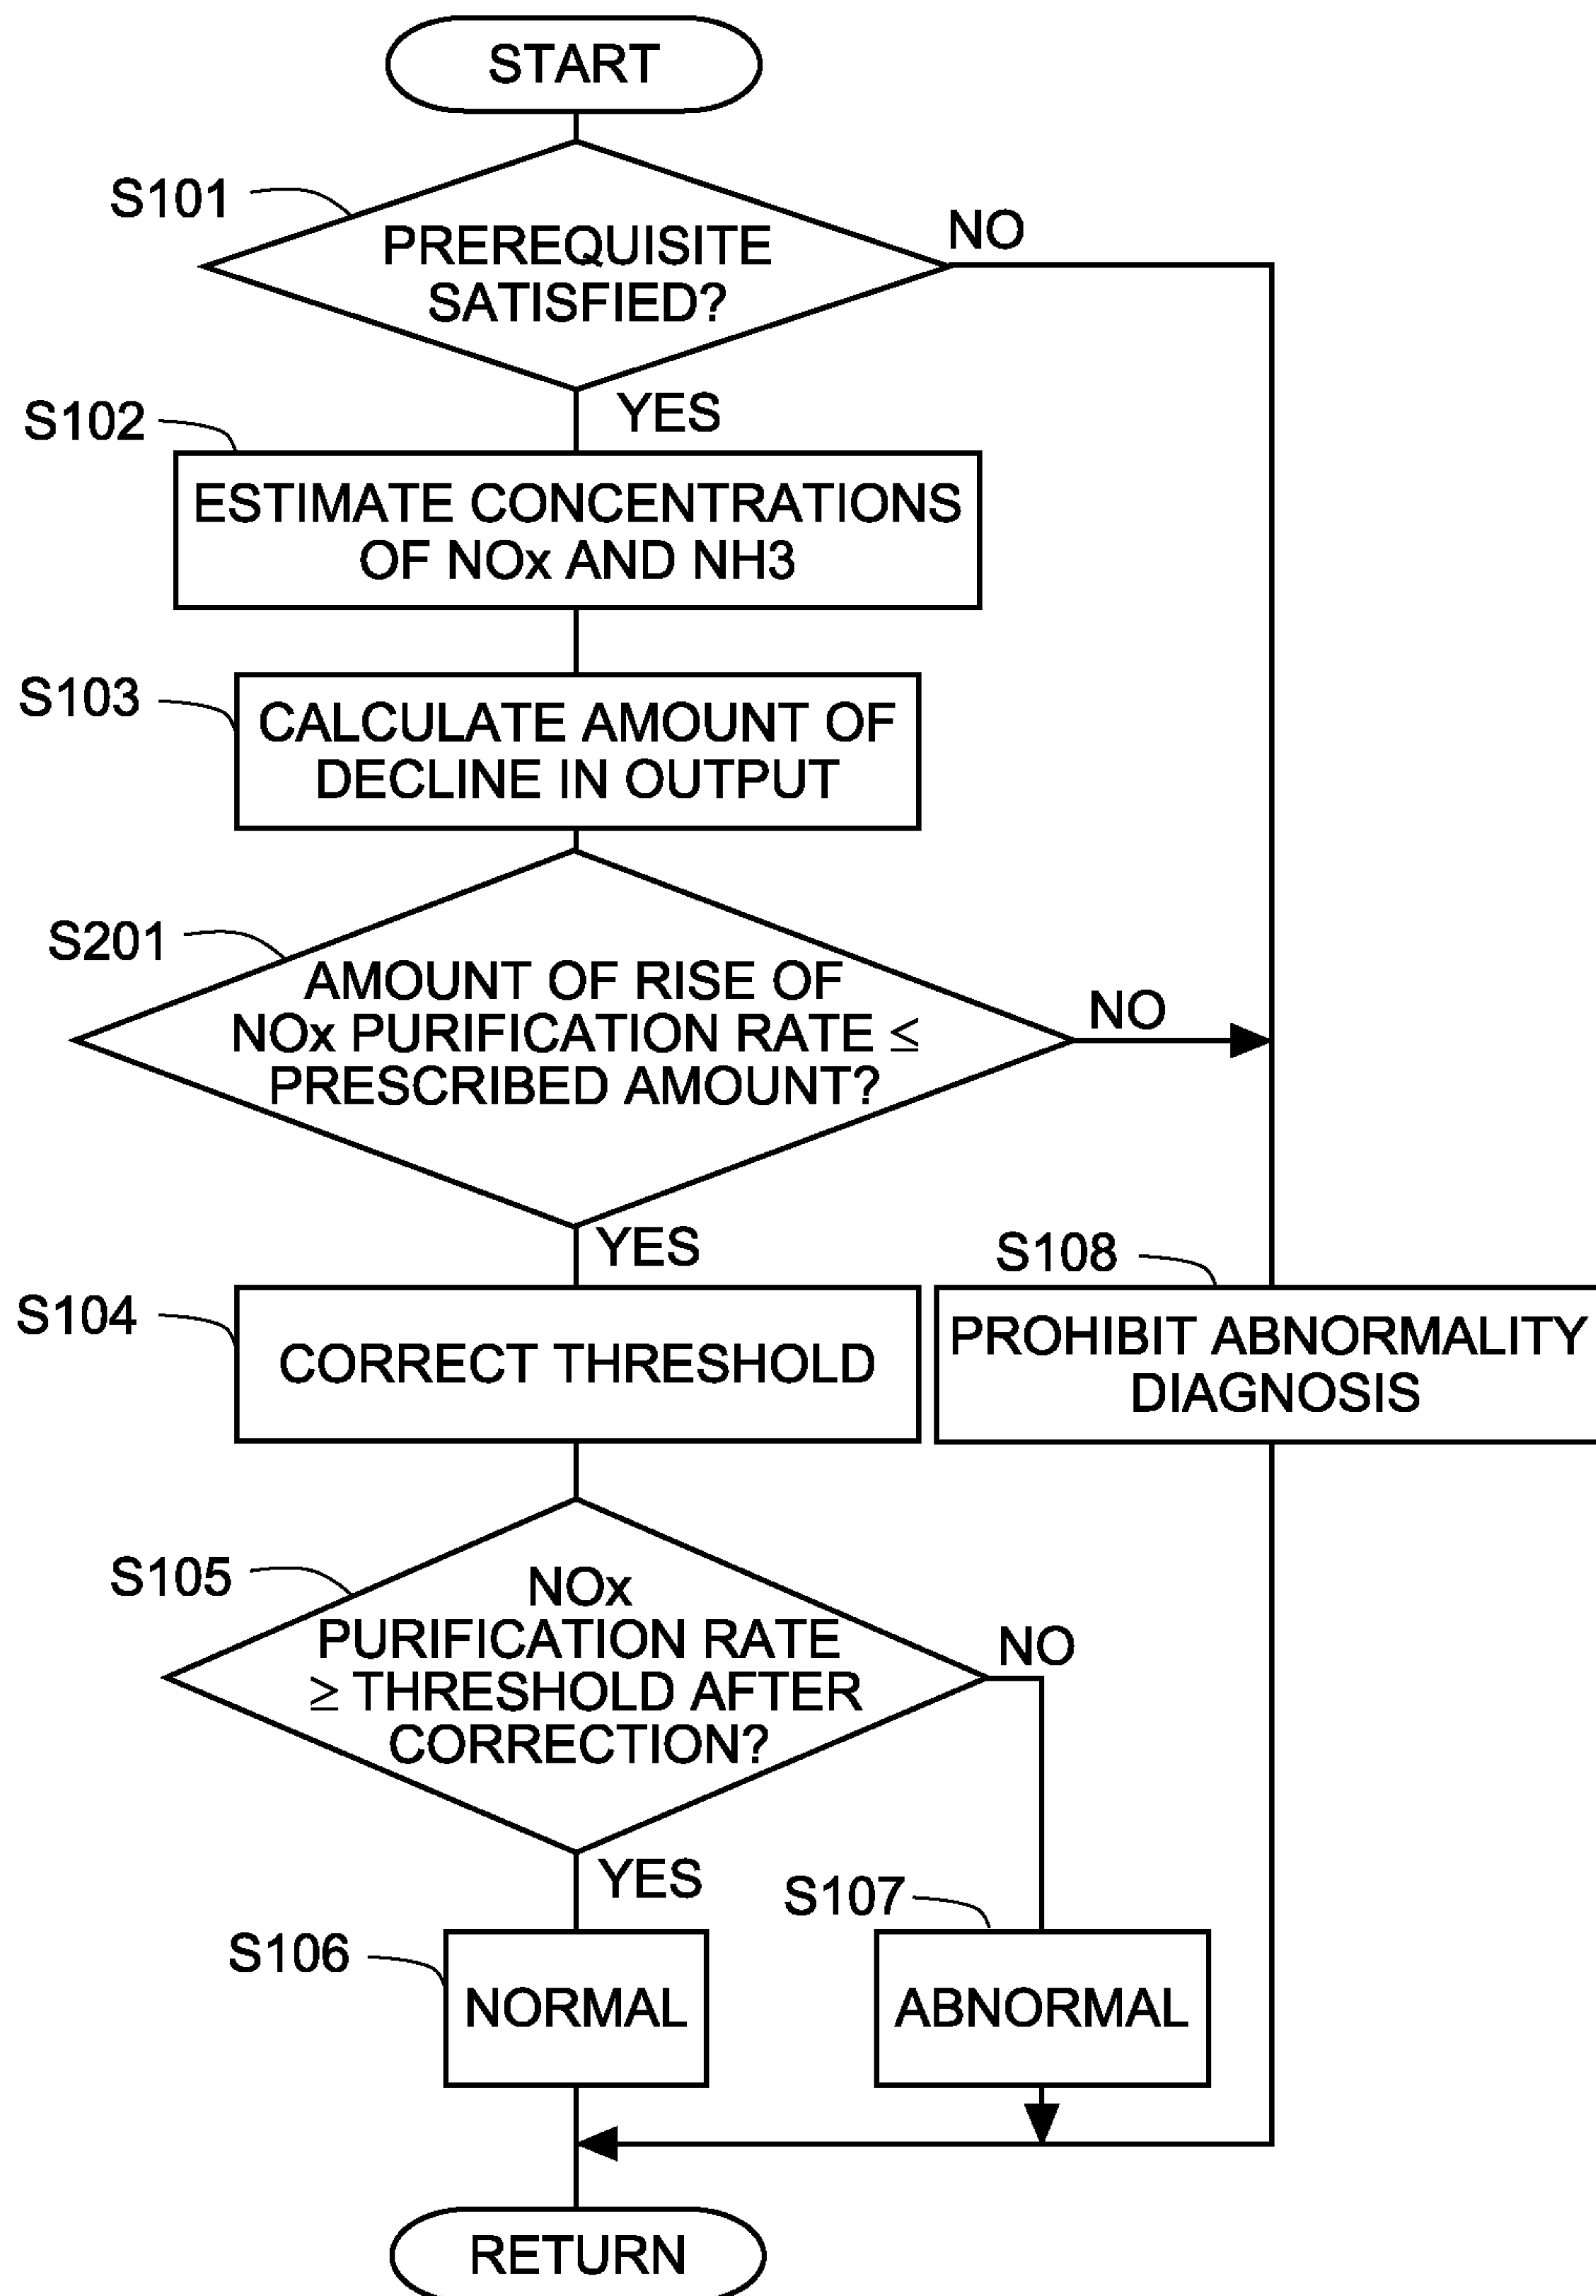 START
S101
PREREQUISITE
SATISFIED?
NO
YES
S102
ESTIMATE CONCENTRATIONS
OF NOx AND NH3
S103
CALCULATE AMOUNT OF
DECLINE IN OUTPUT
S201
AMOUNT OF RISE OF
NOx PURIFICATION RATE ≤
PRESCRIBED AMOUNT?
NO
YES
S104
CORRECT THRESHOLD
S108
PROHIBIT ABNORMALITY
DIAGNOSIS
S105
NOx
PURIFICATION RATE
≥ THRESHOLD AFTER
CORRECTION?
NO
YES
S106
NORMAL
S107
ABNORMAL
RETURN